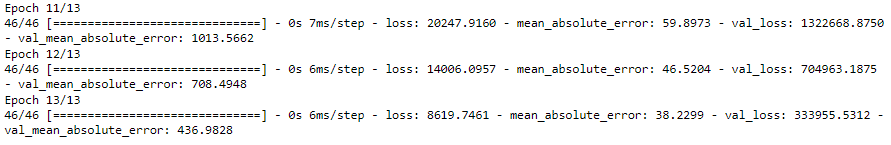 Epoch 11/13
46/46 [==============================] - 0s 7ms/step - loss: 20247.9160 - mean_absolute_error: 59.8973 - val_loss: 1322668.8750
- val_mean_absolute_error: 1013.5662
Epoch 12/13
46/46 [==============================] - 0s 6ms/step - loss: 14006.0957 - mean_absolute_error: 46.5204 - val_loss: 704963.1875
- val_mean_absolute_error: 708.4948
Epoch 13/13
46/46 [==============================] - 0s 6ms/step - loss: 8619.7461 - mean_absolute_error: 38.2299 - val_loss: 333955.5312 -
val_mean_absolute_error: 436.9828